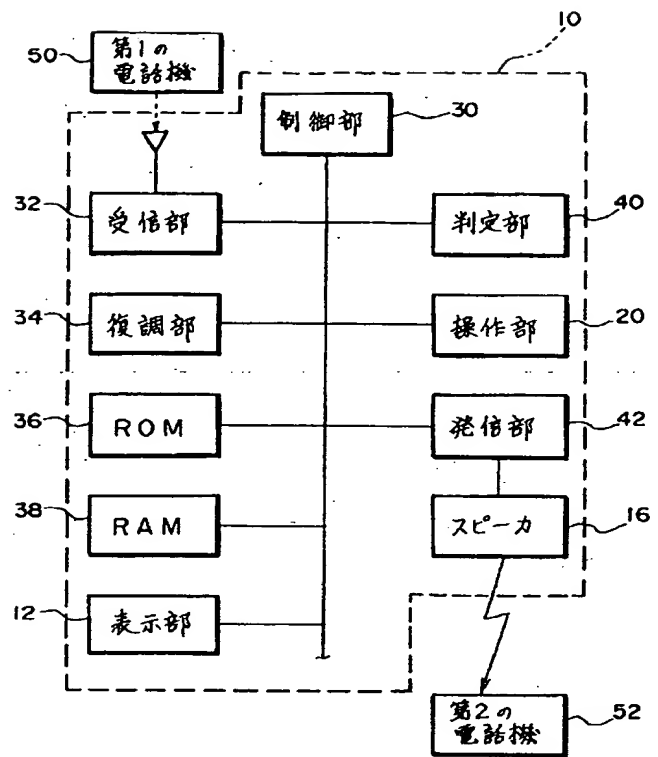 10
50
第1の
電話機
制御部
30
32
受信部
判定部
40
34
復調部
操作部
20
36
ROM
発信部
42
38
RAM
スピーカ
16
12
表示部
第2の
電話機
52